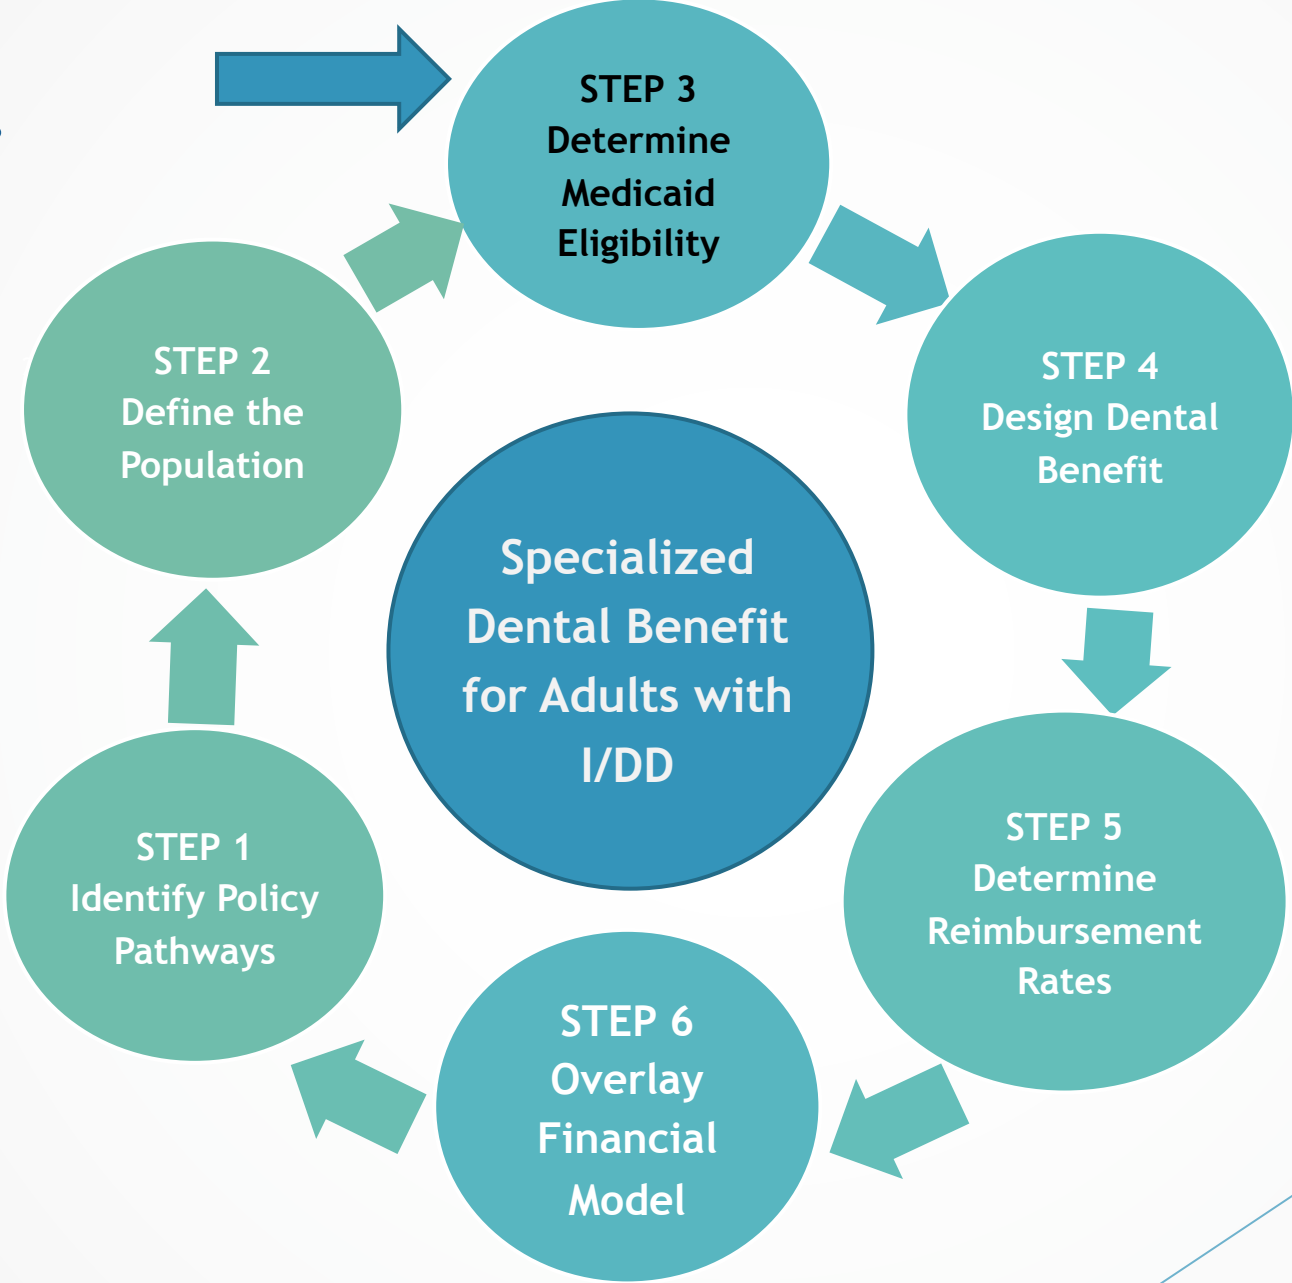 STEP 3
Determine
Medicaid
Eligibility
STEP 2
Define the
Population
STEP 4
Design Dental
Benefit
Specialized
Dental Benefit
for Adults with
I/DD
STEP 1
Identify Policy
Pathways
STEP 5
Determine
Reimbursement
Rates
STEP 6
Overlay
Financial
Model